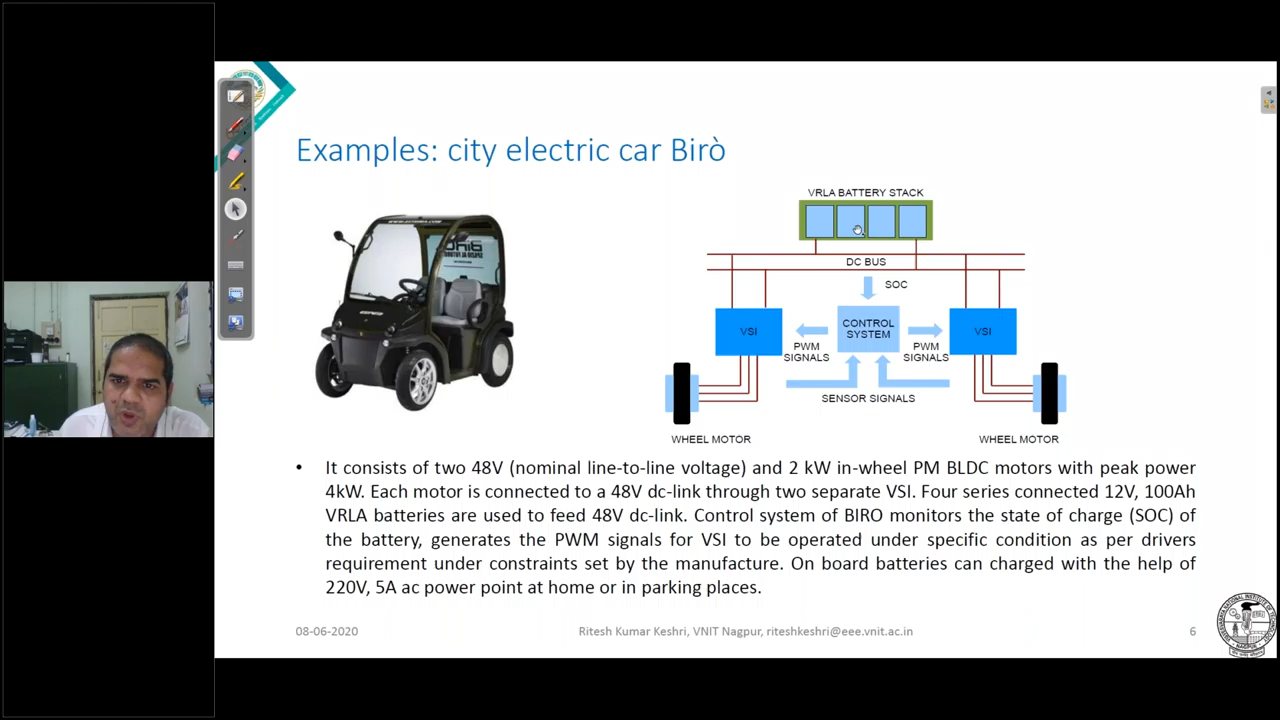 Examples: city electric car Birò
VRLA BATTERY STACK
DC BUS
SOC
VSI
CONTROL
SYSTEM
VSI
PWM
SIGNALS
PWM
SIGNALS
SENSOR SIGNALS
WHEEL MOTOR
WHEEL MOTOR
• It consists of two 48V (nominal line-to-line voltage) and 2 kW in-wheel PM BLDC motors with peak power
4kW. Each motor is connected to a 48V dc-link through two separate VSI. Four series connected 12V, 100Ah
VRLA batteries are used to feed 48V dc-link. Control system of BIRO monitors the state of charge (SOC) of
the battery, generates the PWM signals for VSI to be operated under specific condition as per drivers
requirement under constraints set by the manufacture. On board batteries can charged with the help of
220V, 5A ac power point at home or in parking places.
08-06-2020
Ritesh Kumar Keshri, VNIT Nagpur, riteshkeshri@eee.vnit.ac.in
6